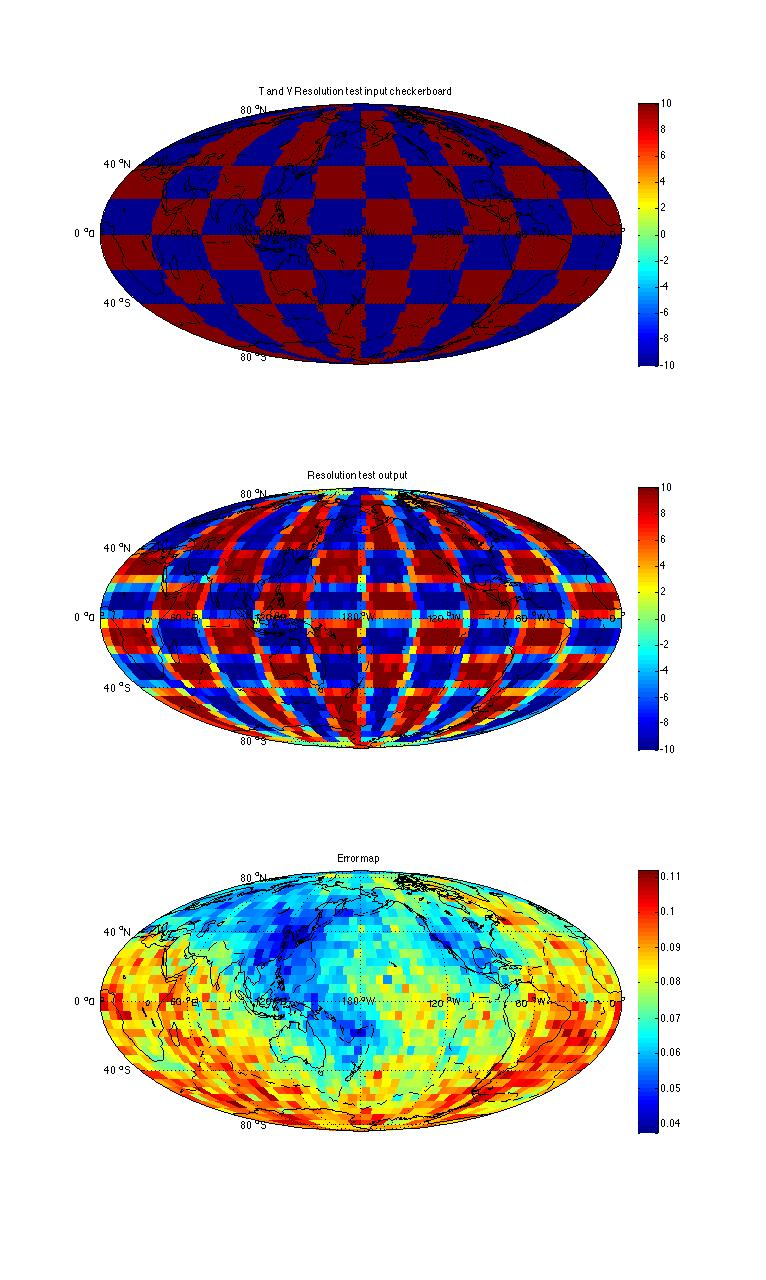 T and V Resolution test input checkerboard
80 °N
40 °N
0 °
40 °S
80 °S
180°W
10
8
6
4
2
0
-2
-4
-6
-8
-10
Resolution test output
80 °N
40 °N
0 °
40 °S
80 °S
180°W
120°W
60°W
10
8
6
4
2
0
-2
-4
-6
-8
-10
Error map
80 °N
40 °N
0 °
40 °S
80 °S
60°E
180°W
120°W
60°W
0.11
0.1
0.09
0.08
0.07
0.06
0.05
0.04